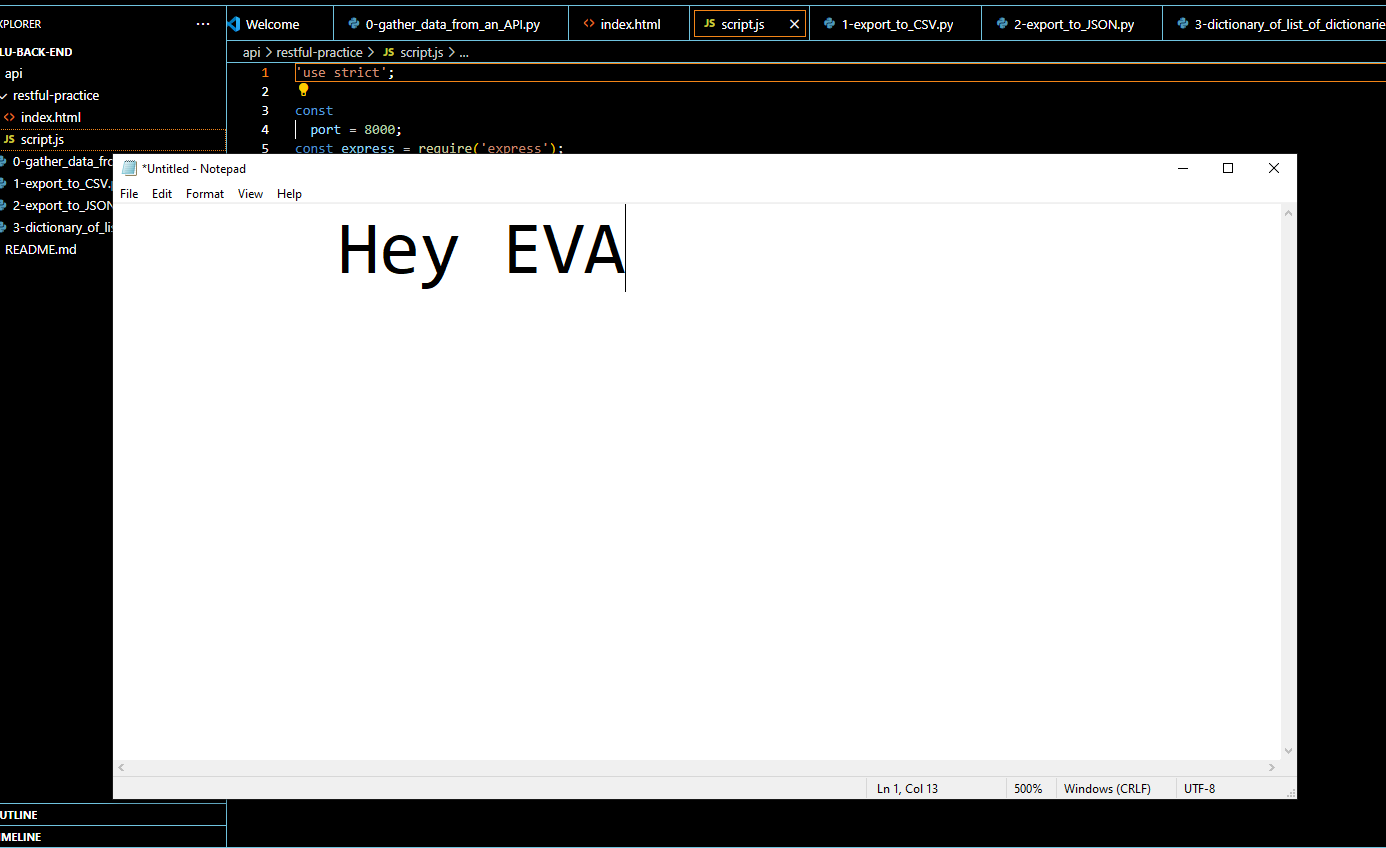 XPLORER
···
Welcome
0-gather_data_from_an_API.py
index.html
JS script.js
1-export_to_CSV.py
2-export_to_JSON.py
3-dictionary_of_list_of_dictionarie
LU-BACK-END
api
restful-practice
index.html
JS script.js
0-gather_data_frc
1-export_to_CSV.
2-export_to_JSON
3-dictionary_of_lis
README.md
api > restful-practice > JS script.js > ...
1 'use strict';
2
3 const
4 port = 8000;
5 const express = require('express');
*Untitled - Notepad
File Edit Format View Help
Hey EVA
Ln 1, Col 13 500% Windows (CRLF) UTF-8
UTLINE
IMELINE